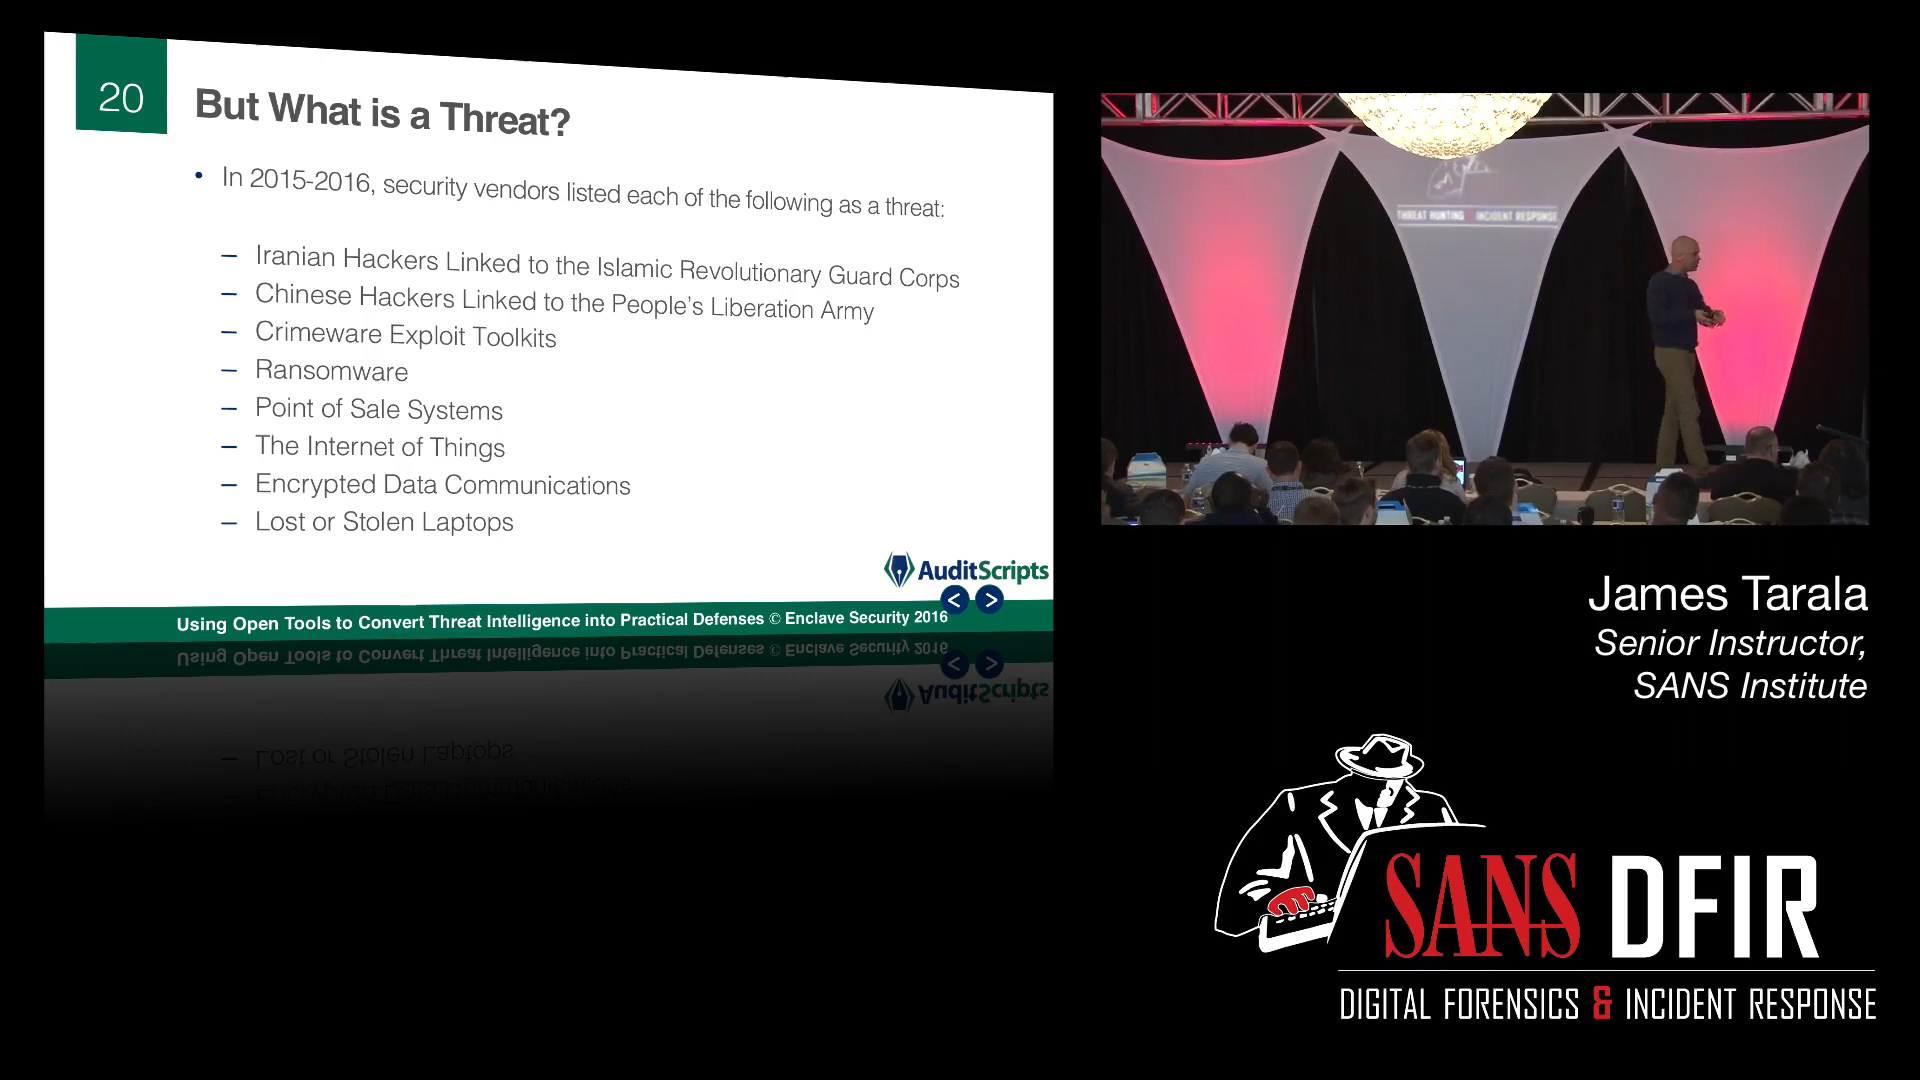 20
But What is a Threat?
• In 2015-2016, security vendors listed each of the following as a threat:
– Iranian Hackers Linked to the Islamic Revolutionary Guard Corps
– Chinese Hackers Linked to the People's Liberation Army
– Crimeware Exploit Toolkits
– Ransomware
– Point of Sale Systems
– The Internet of Things
– Encrypted Data Communications
– Lost or Stolen Laptops
AuditScripts
< >
Using Open Tools to Convert Threat Intelligence into Practical Defenses © Enclave Security 2016
THREAT HUNTING & INCIDENT RESPONSE
James Tarala
Senior Instructor,
SANS Institute
SANS DFIR
DIGITAL FORENSICS & INCIDENT RESPONSE